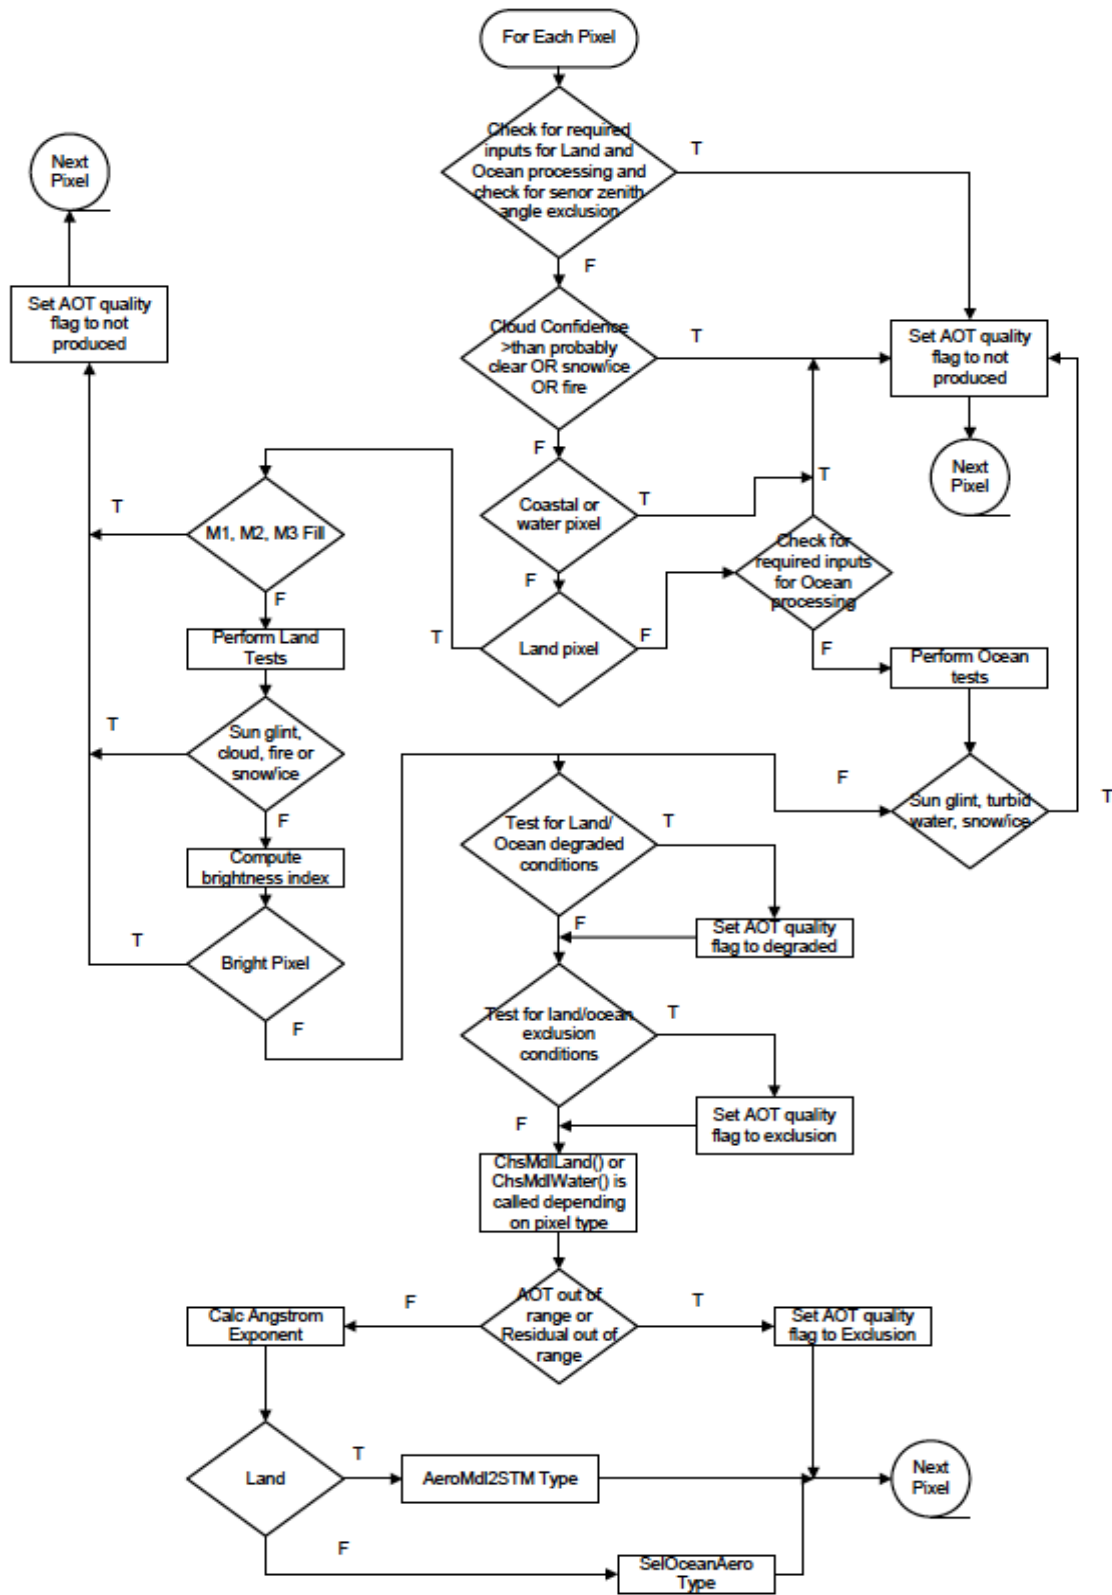 For Each Pixel
Check for required
inputs for Land and
Ocean processing and
check for senor zenith
angle exclusion
T
F
Next
Pixel
Set AOT quality
flag to not
produced
Cloud Confidence
>than probably
clear OR snow/ice
OR fire
T
F
Set AOT quality
flag to not
produced
Next
Pixel
Coastal or
water pixel
T
F
T
M1, M2, M3 Fill
T
F
Check for
required inputs
for Ocean
processing
F
Land pixel
T
F
Perform Land
Tests
Perform Ocean
tests
Sun glint,
cloud, fire or
snow/ice
T
F
Sun glint, turbid
water, snow/ice
F
T
Test for Land/
Ocean degraded
conditions
T
F
Compute
brightness index
Set AOT quality
flag to degraded
Bright Pixel
T
F
Test for land/ocean
exclusion
conditions
T
F
Set AOT quality
flag to exclusion
ChsMdlLand() or
ChsMdlWater() is
called depending
on pixel type
AOT out of
range or
Residual out of
range
F
T
Calc Angstrom
Exponent
Set AOT quality
flag to Exclusion
Land
T
F
AeroMdl2STM Type
Next
Pixel
SelOceanAero
Type